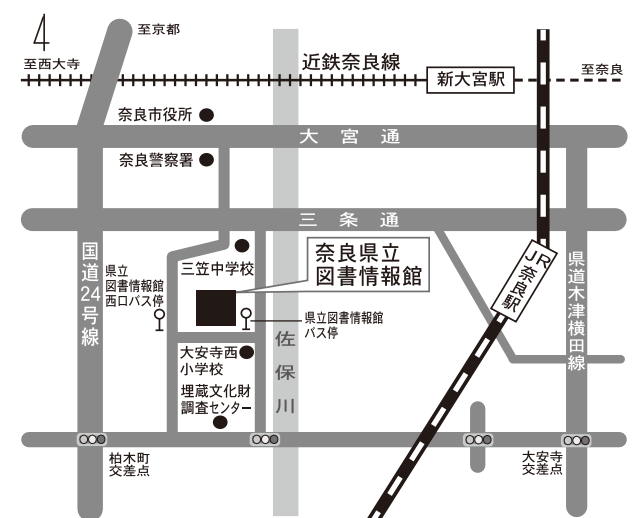 至京都
至西大寺
近鉄奈良線
新大宮駅
至奈良
奈良市役所
大宮通
奈良警察署
三条通
国道24号線
三笠中学校
奈良県立
図書情報館
県立
図書情報館
西口バス停
県立図書情報館
バス停
JR奈良駅
県道木津横田線
大安寺西
小学校
佐保川
埋蔵文化財
調査センター
柏木町
交差点
大安寺
交差点